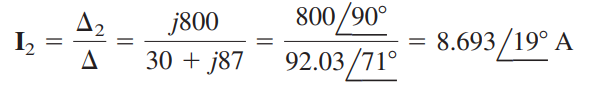 I₂ = Δ₂/Δ = j800/(30 + j87) = 800/90°/92.03/71° = 8.693/19° A